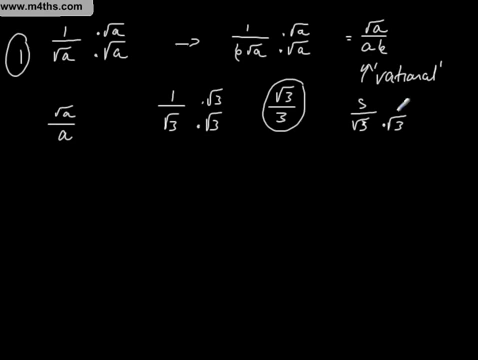 www.m4ths.com
① 1/√a ·√a/·√a → 1/(k√a) ·√a/·√a = √a/(ak)
↑'rational'
√a/a   1/√3 ·√3/·√3   √3/3   5/√3 ·√3